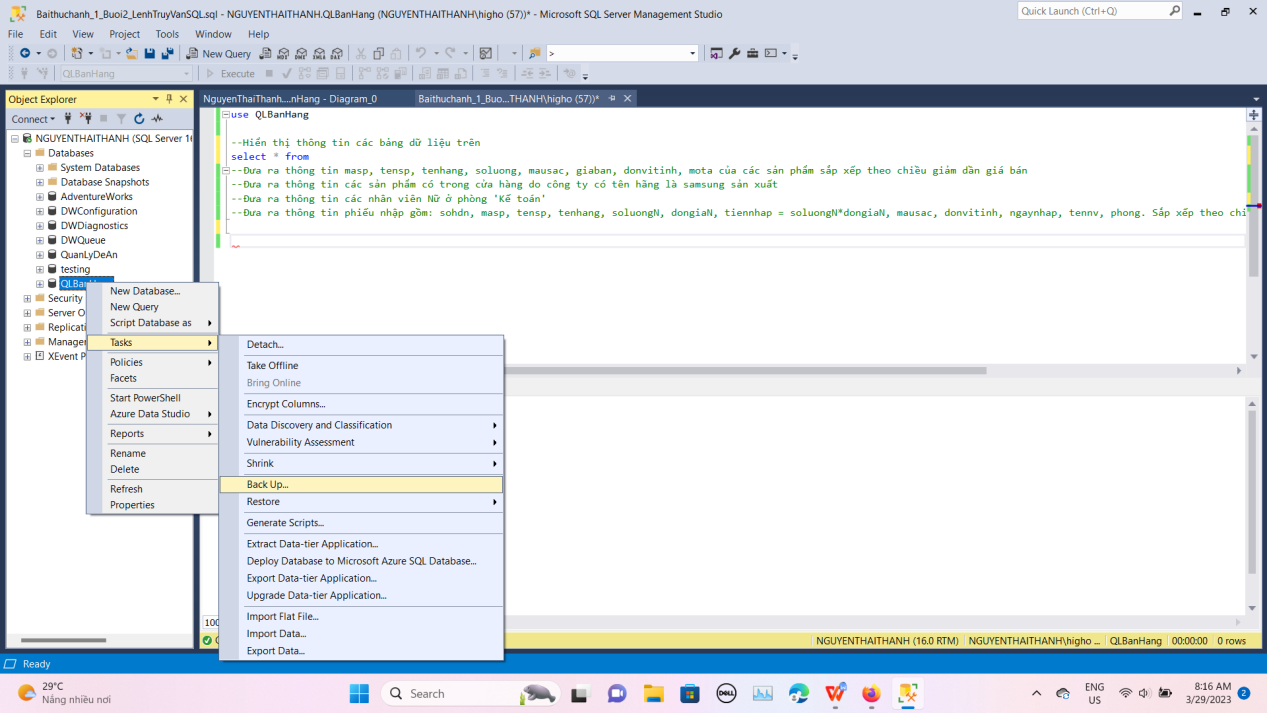 Baithuchanh_1_Buoi2_LenhTruyVanSQL.sql - NGUYENTHAITHANH.QLBanHang (NGUYENTHAITHANH\higho (57))* - Microsoft SQL Server Management Studio
Quick Launch (Ctrl+Q)
File Edit View Project Tools Window Help
New Query
MDX DMX XMLA DAX
>
QLBanHang
Execute
Object Explorer
NguyenThaiThanh....nHang - Diagram_0
Baithuchanh_1_Buo...THANH\higho (57))*
Connect
NGUYENTHAITHANH (SQL Server 16
Databases
System Databases
Database Snapshots
AdventureWorks
DWConfiguration
DWDiagnostics
DWQueue
QuanLyDeAn
testing
QLBan
Security
Server O
Replicati
Manager
XEvent P
use QLBanHang
--Hiển thị thông tin các bảng dữ liệu trên
select * from
--Đưa ra thông tin masp, tensp, tenhang, soluong, mausac, giaban, donvitinh, mota của các sản phẩm sắp xếp theo chiều giảm dần giá bán
--Đưa ra thông tin các sản phẩm có trong cửa hàng do công ty có tên hãng là samsung sản xuất
--Đưa ra thông tin các nhân viên Nữ ở phòng 'Kế toán'
--Đưa ra thông tin phiếu nhập gồm: sohdn, masp, tensp, tenhang, soluongN, dongiaN, tiennhap = soluongN*dongiaN, mausac, donvitinh, ngaynhap, tennv, phong. Sắp xếp theo chi
New Database...
New Query
Script Database as
Tasks
Policies
Facets
Start PowerShell
Azure Data Studio
Reports
Rename
Delete
Refresh
Properties
Detach...
Take Offline
Bring Online
Encrypt Columns...
Data Discovery and Classification
Vulnerability Assessment
Shrink
Back Up...
Restore
Generate Scripts...
Extract Data-tier Application...
Deploy Database to Microsoft Azure SQL Database...
Export Data-tier Application...
Upgrade Data-tier Application...
Import Flat File...
Import Data...
Export Data...
100
NGUYENTHAITHANH (16.0 RTM) NGUYENTHAITHANH\higho ... QLBanHang 00:00:00 0 rows
Ready
29°C
Nắng nhiều nơi
Search
DELL
ENG
US
8:16 AM
3/29/2023
2